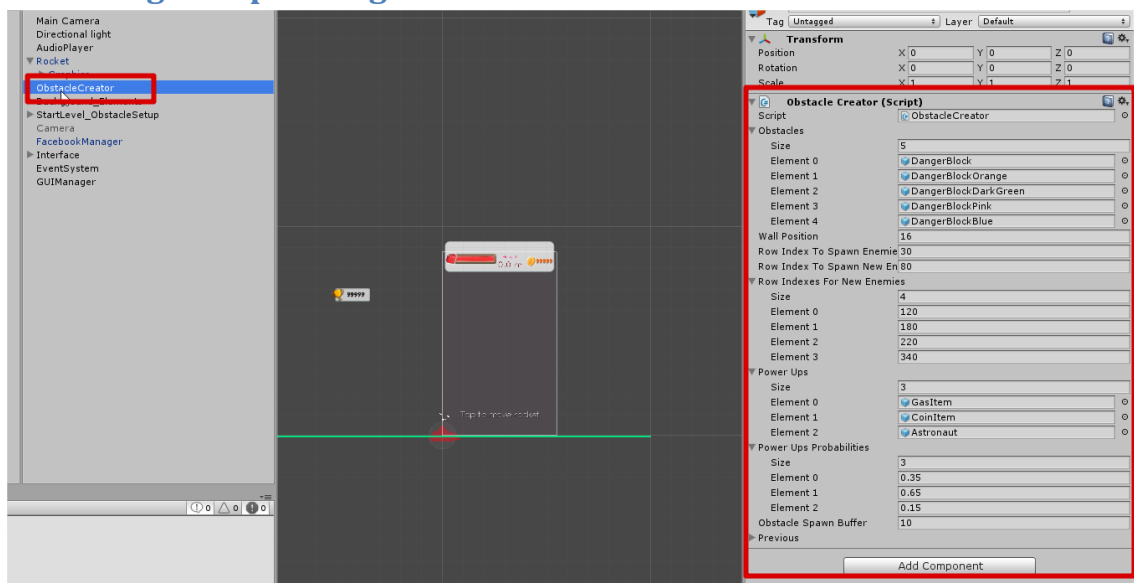 Main Camera
Directional light
AudioPlayer
Rocket
ObstacleCreator
StartLevel_ObstacleSetup
Camera
FacebookManager
Interface
EventSystem
GUIManager
0 0 0
99999
99999
Tap to move rocket
Tag Untagged Layer Default
Transform
Position X 0 Y 0 Z 0
Rotation X 0 Y 0 Z 0
Scale X 1 Y 1 Z 1
Obstacle Creator (Script)
Script ObstacleCreator
Obstacles
Size 5
Element 0 DangerBlock
Element 1 DangerBlockOrange
Element 2 DangerBlockDarkGreen
Element 3 DangerBlockPink
Element 4 DangerBlockBlue
Wall Position 16
Row Index To Spawn Enemie 30
Row Index To Spawn New En 80
Row Indexes For New Enemies
Size 4
Element 0 120
Element 1 180
Element 2 220
Element 3 340
Power Ups
Size 3
Element 0 GasItem
Element 1 CoinItem
Element 2 Astronaut
Power Ups Probabilities
Size 3
Element 0 0.35
Element 1 0.65
Element 2 0.15
Obstacle Spawn Buffer 10
Previous
Add Component